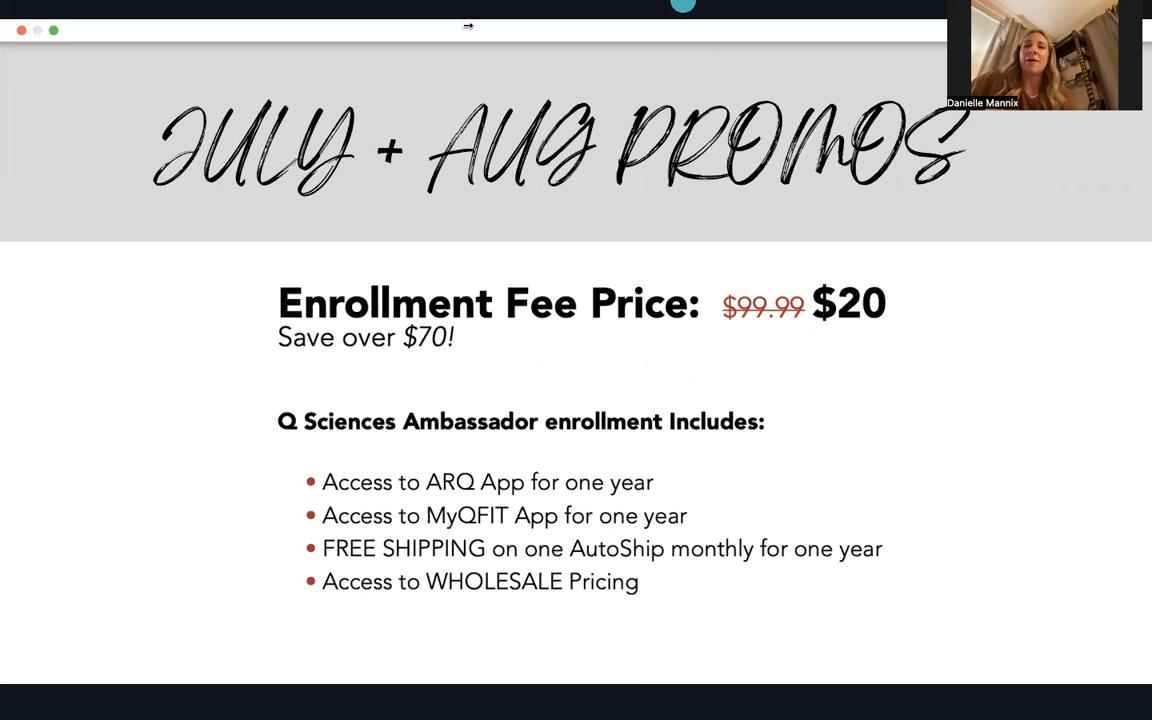 Danielle Mannix
JULY + AUG PROMOS
Enrollment Fee Price: $99.99 $20
Save over $70!
Q Sciences Ambassador enrollment Includes:
• Access to ARQ App for one year
• Access to MyQFIT App for one year
• FREE SHIPPING on one AutoShip monthly for one year
• Access to WHOLESALE Pricing